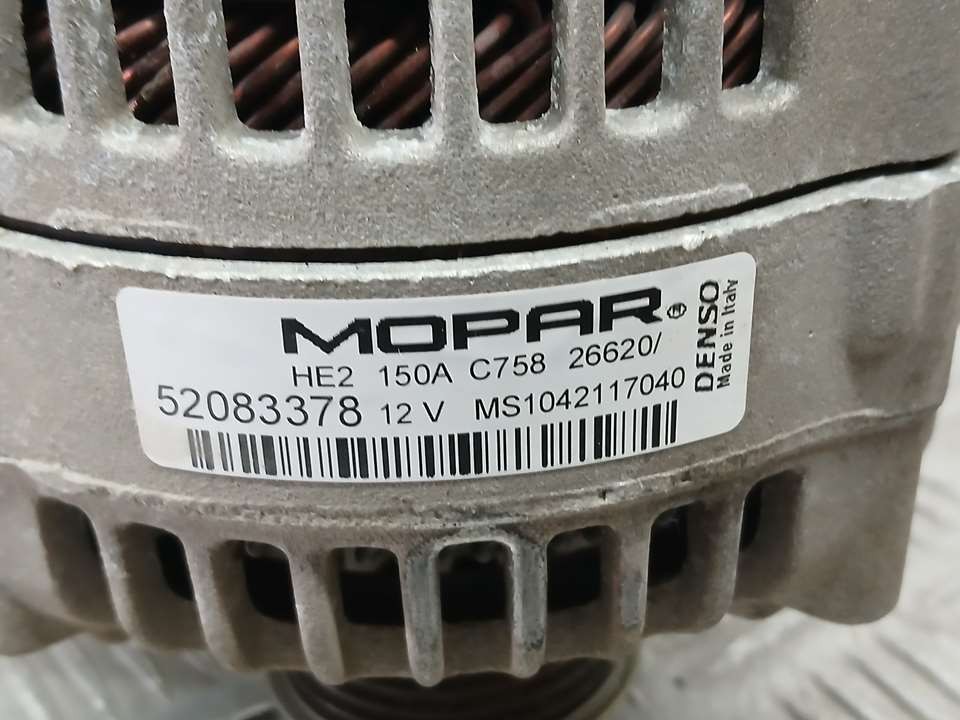 MOPAR®
HE2 150A C758 26620/
52083378 12 V MS1042117040
DENSO
Made in Italy